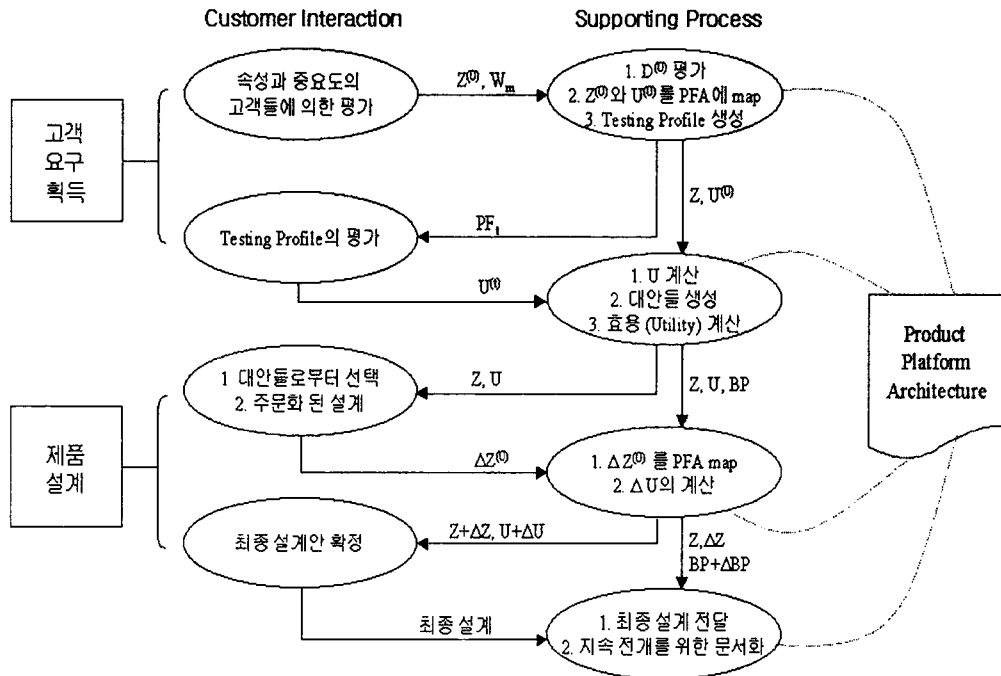 Customer Interaction
Supporting Process
고객
요구
획득
속성과 중요도의
고객들에 의한 평가
Z⁽⁰⁾, Wₘ
1. D⁽⁰⁾ 평가
2. Z⁽⁰⁾와 U⁽⁰⁾를 PFA에 map
3. Testing Profile 생성
Z, U⁽⁰⁾
PFₜ
Testing Profile의 평가
U⁽ᵗ⁾
1. U 계산
2. 대안들 생성
3. 효용 (Utility) 계산
Product
Platform
Architecture
제품
설계
1 대안들로부터 선택
2. 주문화 된 설계
Z, U
Z, U, BP
ΔZ⁽⁰⁾
1. ΔZ⁽⁰⁾ 를 PFA map
2. ΔU의 계산
최종 설계안 확정
Z+ΔZ, U+ΔU
Z,ΔZ
BP+ΔBP
최종 설계
1. 최종 설계 전달
2. 지속 전개를 위한 문서화